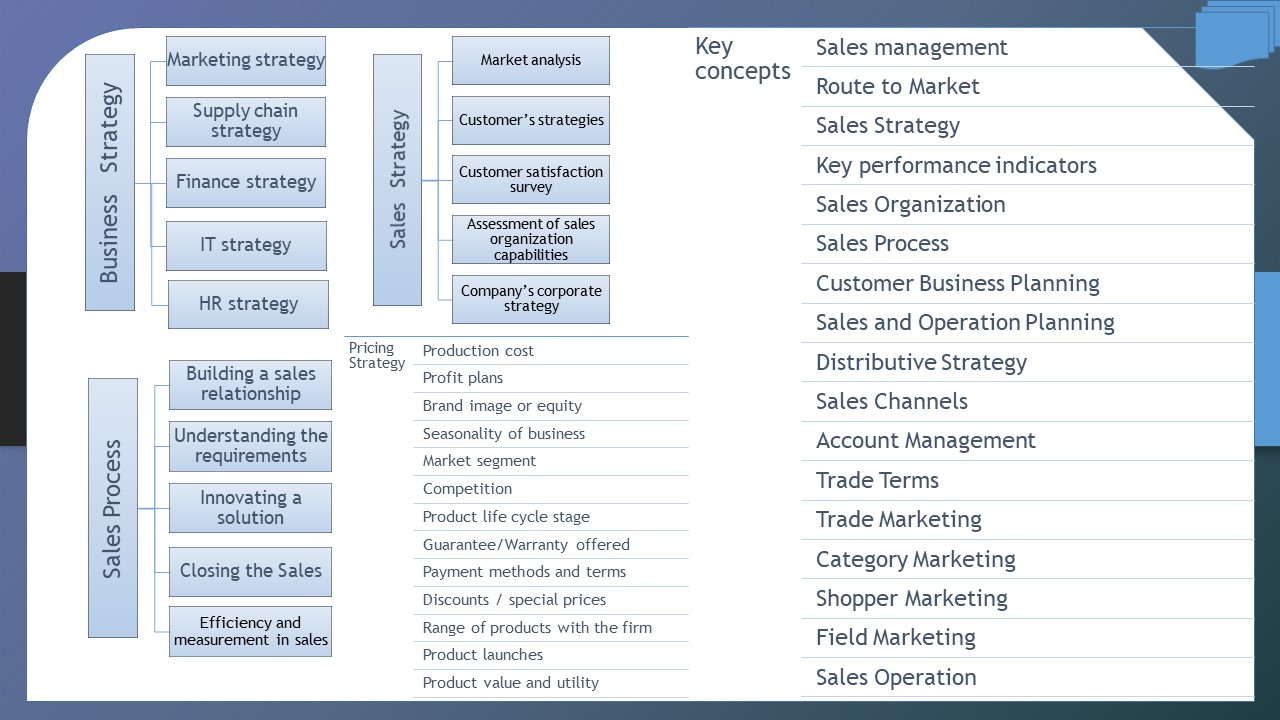 Business Strategy
Marketing strategy
Supply chain
strategy
Finance strategy
IT strategy
HR strategy
Sales Strategy
Market analysis
Customer’s strategies
Customer satisfaction
survey
Assessment of sales
organization
capabilities
Company’s corporate
strategy
Sales Process
Building a sales
relationship
Understanding the
requirements
Innovating a
solution
Closing the Sales
Efficiency and
measurement in sales
Pricing
Strategy
Production cost
Profit plans
Brand image or equity
Seasonality of business
Market segment
Competition
Product life cycle stage
Guarantee/Warranty offered
Payment methods and terms
Discounts / special prices
Range of products with the firm
Product launches
Product value and utility
Key
concepts
Sales management
Route to Market
Sales Strategy
Key performance indicators
Sales Organization
Sales Process
Customer Business Planning
Sales and Operation Planning
Distributive Strategy
Sales Channels
Account Management
Trade Terms
Trade Marketing
Category Marketing
Shopper Marketing
Field Marketing
Sales Operation